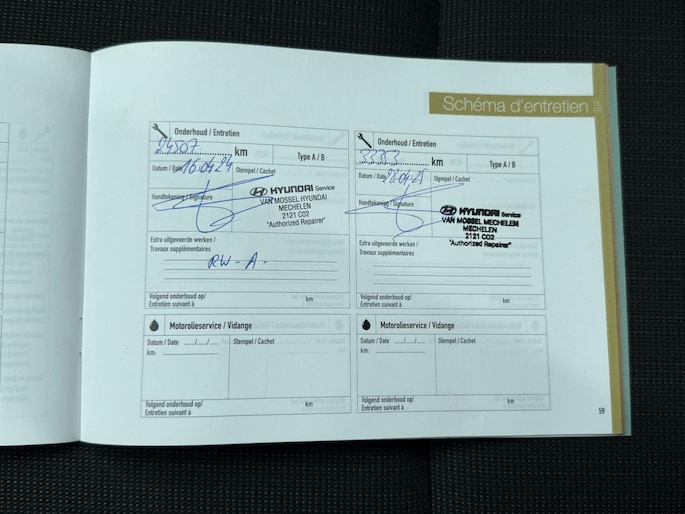 Schéma d'entretien
Onderhoud / Entretien
24507 km
Type A / B
Datum / Date 16.04.24
Stempel / Cachet
Handtekening / Signature
HYUNDAI Service
VAN MOSSEL HYUNDAI
MECHELEN
2121 C02
"Authorized Repairer"
Extra uitgevoerde werken /
Travaux supplémentaires
RW - A -
Volgend onderhoud op/
Entretien suivant à
km
Onderhoud / Entretien
33353 km
Type A / B
Datum / Date 28.04.25
Stempel / Cachet
Handtekening / Signature
HYUNDAI Service
VAN MOSSEL MECHELEN
MECHELEN
2121 C02
"Authorized Repairer"
Extra uitgevoerde werken /
Travaux supplémentaires
Volgend onderhoud op/
Entretien suivant à
km
Motorolieservice / Vidange
Datum / Date ..../..../....
Stempel / Cachet
km:
Volgend onderhoud op/
Entretien suivant à
km
Motorolieservice / Vidange
Datum / Date ..../..../....
Stempel / Cachet
km:
Volgend onderhoud op/
Entretien suivant à
km
59